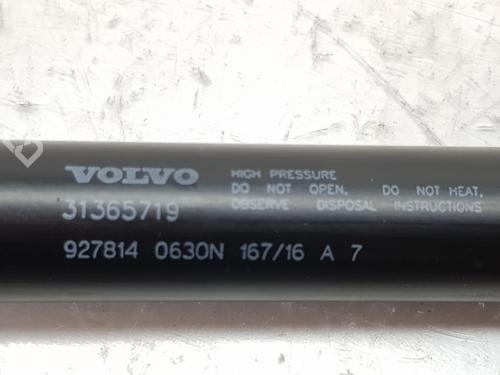 VOLVO
31365719
927814 0630N 167/16 A 7
HIGH PRESSURE
DO NOT OPEN. DO NOT HEAT.
OBSERVE DISPOSAL INSTRUCTIONS